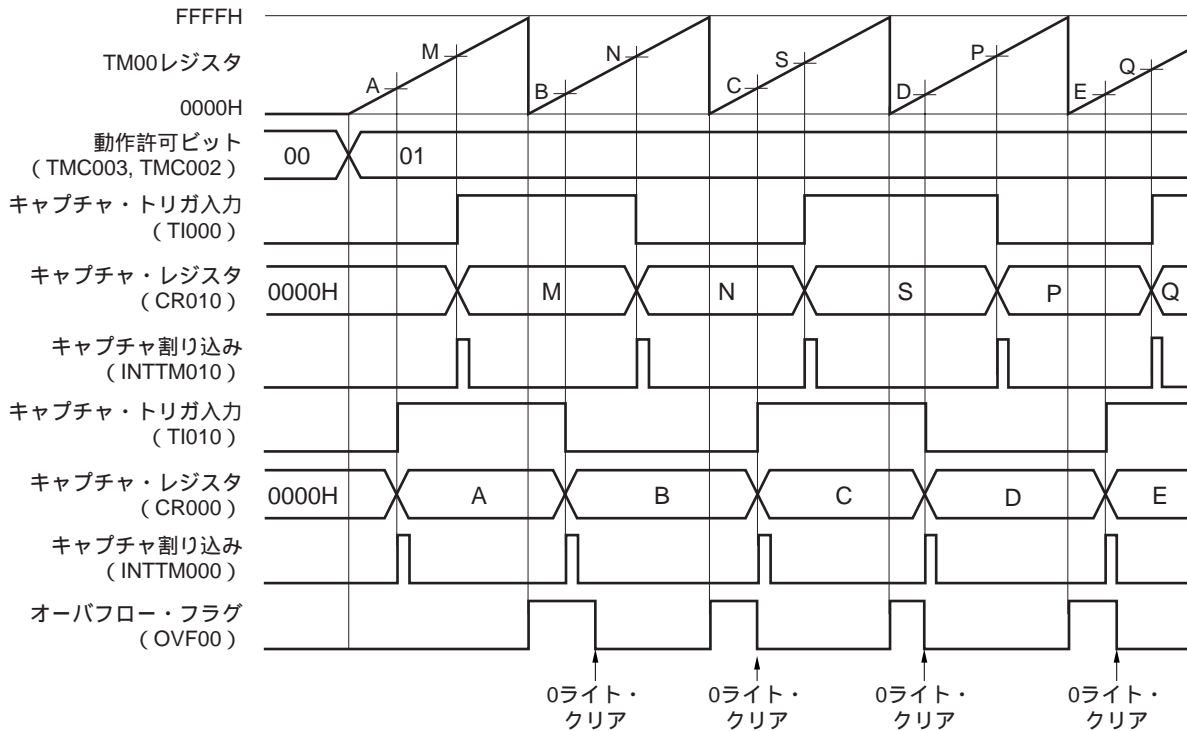 FFFFH
TM00レジスタ
0000H
A
M
B
N
C
S
D
P
E
Q
動作許可ビット
（TMC003, TMC002）
00
01
キャプチャ・トリガ入力
（TI000）
キャプチャ・レジスタ
（CR010）
0000H
M
N
S
P
Q
キャプチャ割り込み
（INTTM010）
キャプチャ・トリガ入力
（TI010）
キャプチャ・レジスタ
（CR000）
0000H
A
B
C
D
E
キャプチャ割り込み
（INTTM000）
オーバフロー・フラグ
（OVF00）
0ライト・
クリア
0ライト・
クリア
0ライト・
クリア
0ライト・
クリア